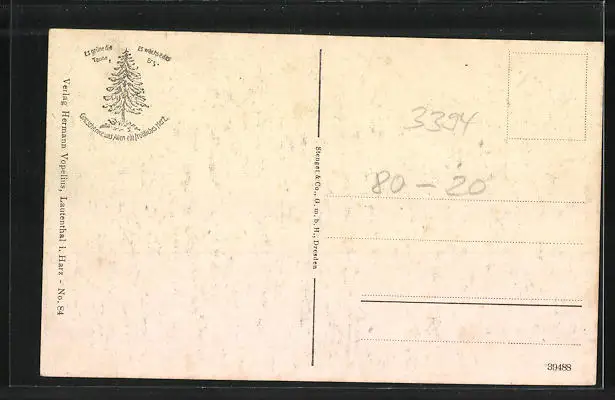 Es grüne die Tanne,
Es wachse das Erz,
Gott schenke uns Allen ein fröhliches Herz.
Verlag Hermann Vopelius, Lautenthal i. Harz - No. 84
Stengel & Co., G. m. b. H., Dresden
3394
80 - 20
39488